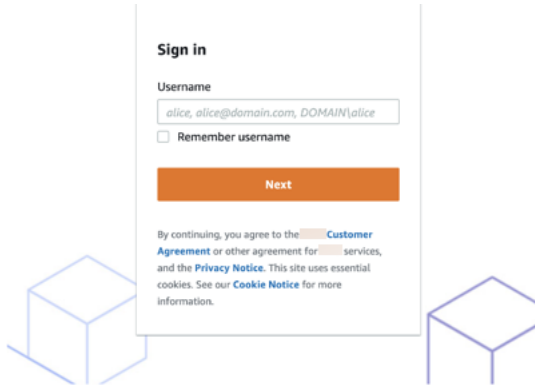 Sign in
Username
alice, alice@domain.com, DOMAIN\alice
Remember username
Next
By continuing, you agree to the Customer
Agreement or other agreement for services,
and the Privacy Notice. This site uses essential
cookies. See our Cookie Notice for more
information.